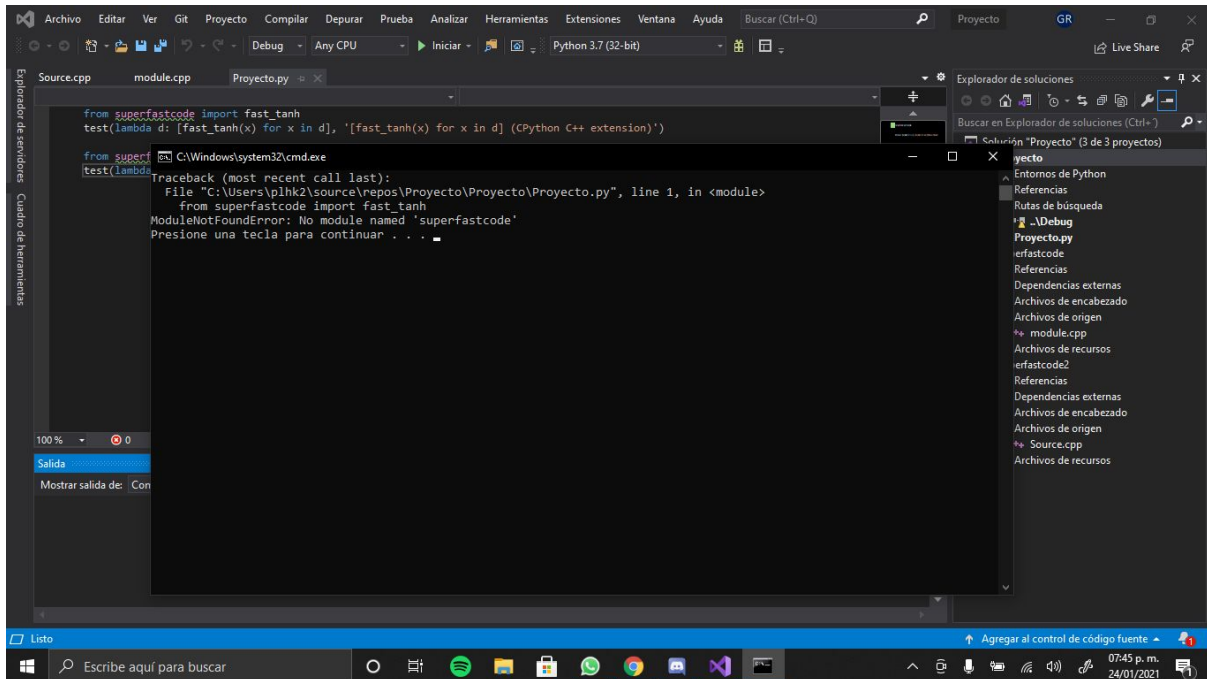 Archivo Editar Ver Git Proyecto Compilar Depurar Prueba Analizar Herramientas Extensiones Ventana Ayuda Buscar (Ctrl+Q) Proyecto GR
Debug Any CPU Iniciar Python 3.7 (32-bit) Live Share
Explorador de servidores
Cuadro de herramientas
Source.cpp module.cpp Proyecto.py
from superfastcode import fast_tanh
test(lambda d: [fast_tanh(x) for x in d], '[fast_tanh(x) for x in d] (CPython C++ extension)')
from superf
test(lambda
C:\Windows\system32\cmd.exe
Traceback (most recent call last):
File "C:\Users\plhk2\source\repos\Proyecto\Proyecto\Proyecto.py", line 1, in <module>
from superfastcode import fast_tanh
ModuleNotFoundError: No module named 'superfastcode'
Presione una tecla para continuar . . .
100 % 0
Salida
Mostrar salida de: Con
Explorador de soluciones
Buscar en Explorador de soluciones (Ctrl+´)
Solución "Proyecto" (3 de 3 proyectos)
yecto
Entornos de Python
Referencias
Rutas de búsqueda
..\Debug
Proyecto.py
erfastcode
Referencias
Dependencias externas
Archivos de encabezado
Archivos de origen
module.cpp
Archivos de recursos
erfastcode2
Referencias
Dependencias externas
Archivos de encabezado
Archivos de origen
Source.cpp
Archivos de recursos
Listo Agregar al control de código fuente 1
Escribe aquí para buscar
07:45 p. m.
24/01/2021
1